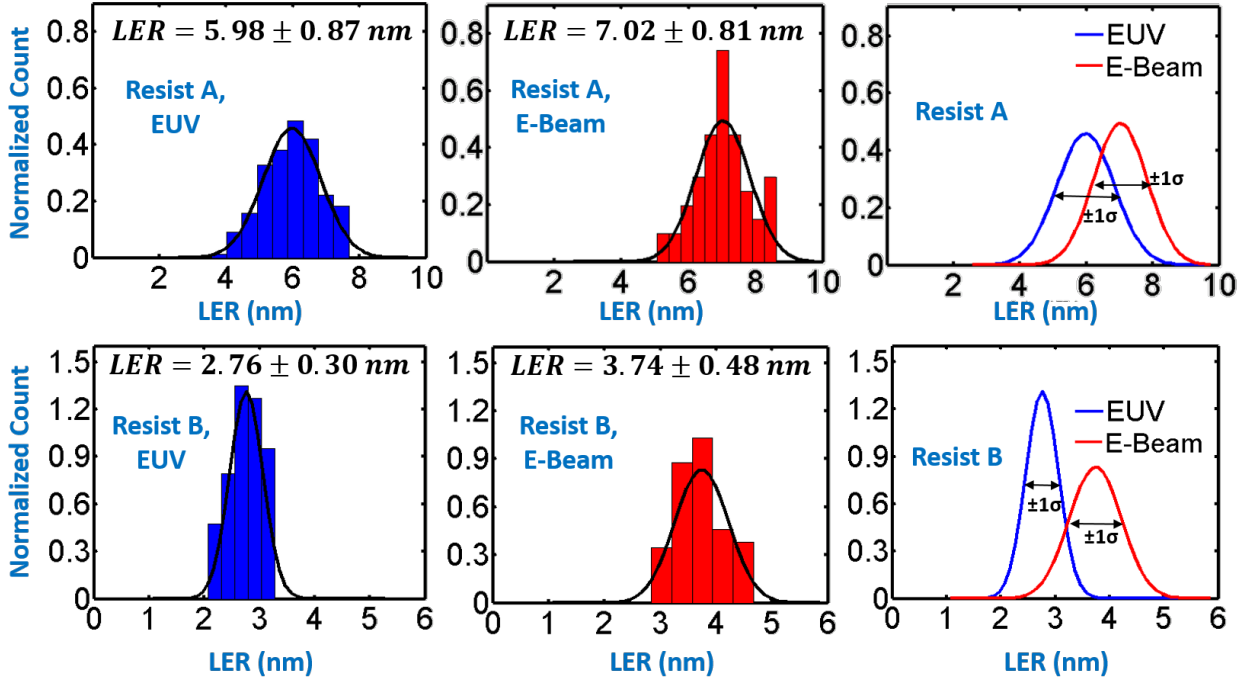 LER = 5.98 ± 0.87 nm
Resist A,
EUV
Normalized Count
0.8
0.6
0.4
0.2
0
2 4 6 8 10
LER (nm)
LER = 7.02 ± 0.81 nm
Resist A,
E-Beam
0.8
0.6
0.4
0.2
0
2 4 6 8 10
LER (nm)
EUV
E-Beam
Resist A
±1σ
±1σ
0.8
0.6
0.4
0.2
0
2 4 6 8 10
LER (nm)
LER = 2.76 ± 0.30 nm
Resist B,
EUV
Normalized Count
1.5
1.2
0.9
0.6
0.3
0
0 1 2 3 4 5 6
LER (nm)
LER = 3.74 ± 0.48 nm
Resist B,
E-Beam
1.5
1.2
0.9
0.6
0.3
0
0 1 2 3 4 5 6
LER (nm)
EUV
E-Beam
Resist B
±1σ
±1σ
1.5
1.2
0.9
0.6
0.3
0
0 1 2 3 4 5 6
LER (nm)